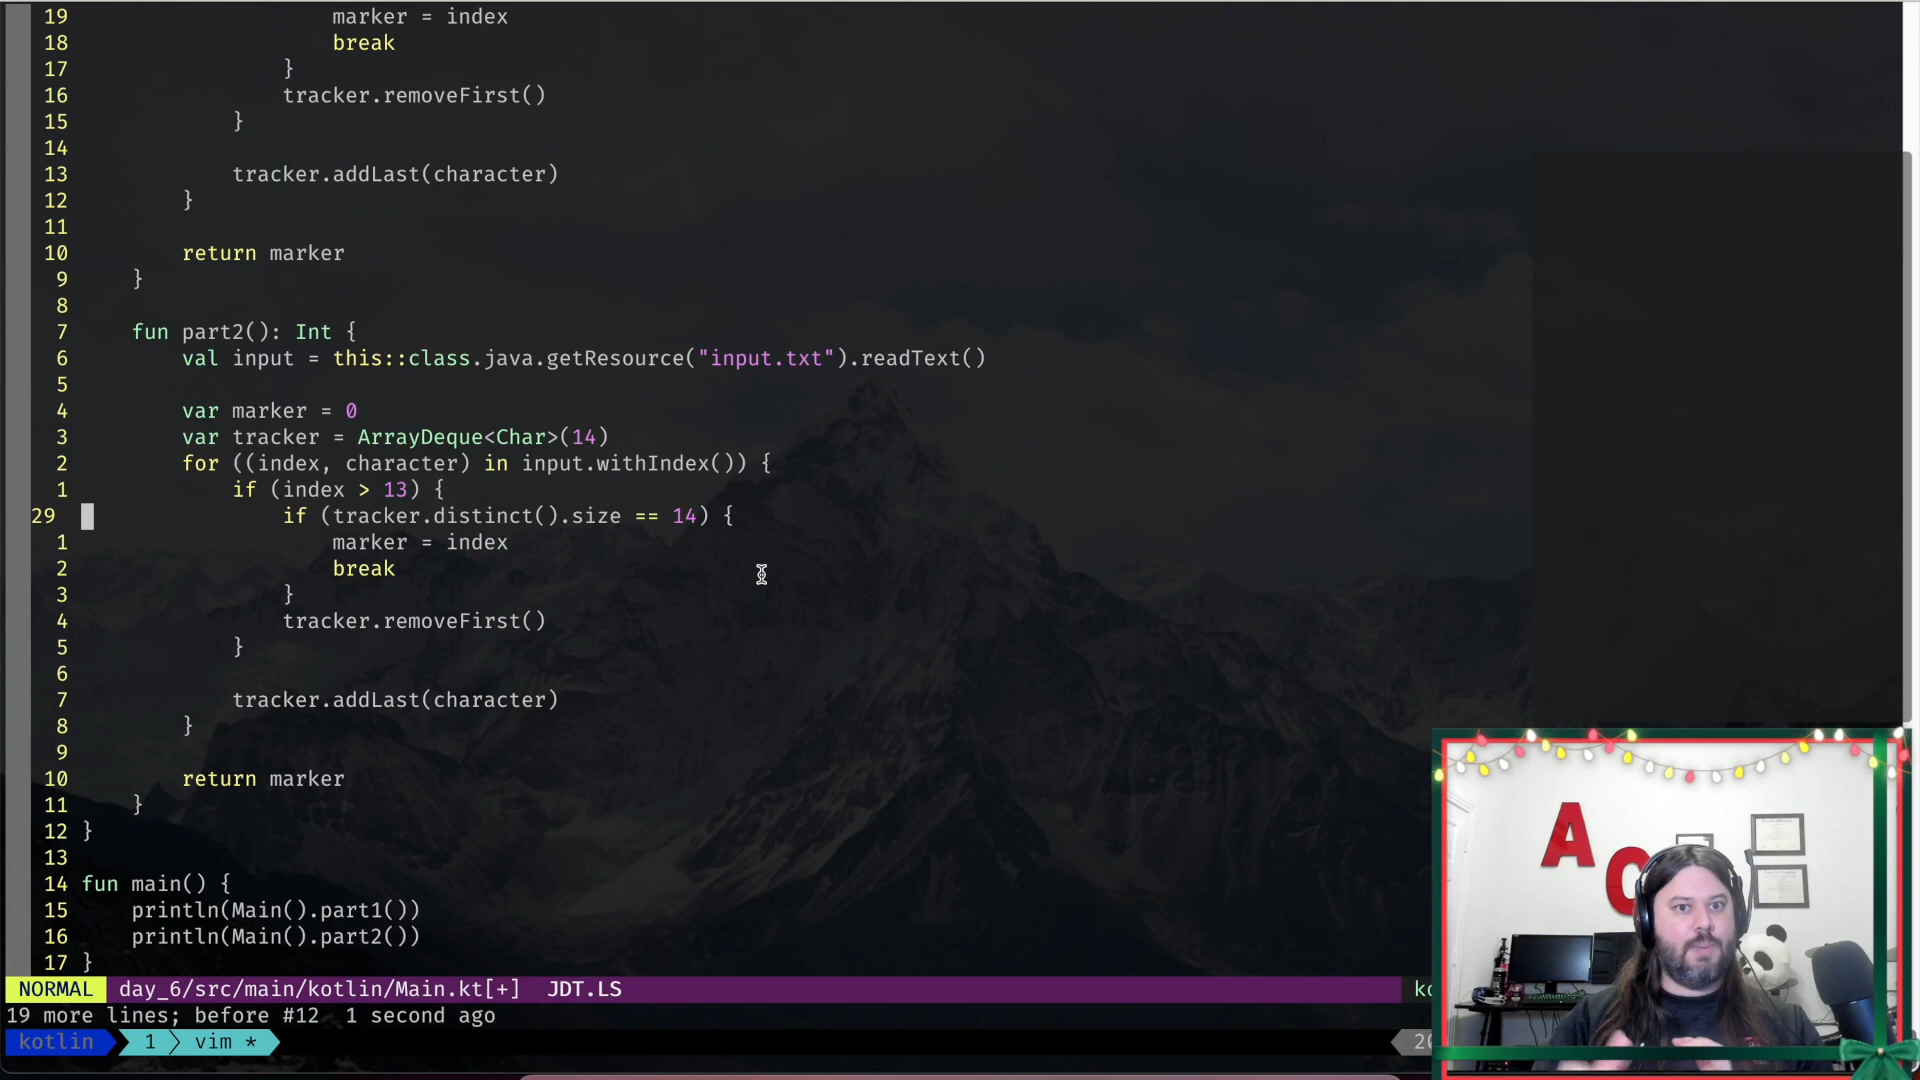 19 marker = index
18 break
17 }
16 tracker.removeFirst()
15 }
14
13 tracker.addLast(character)
12 }
11
10 return marker
9 }
8
7 fun part2(): Int {
6 val input = this::class.java.getResource("input.txt").readText()
5
4 var marker = 0
3 var tracker = ArrayDeque<Char>(14)
2 for ((index, character) in input.withIndex()) {
1 if (index > 13) {
29 if (tracker.distinct().size == 14) {
1 marker = index
2 break
3 }
4 tracker.removeFirst()
5 }
6
7 tracker.addLast(character)
8 }
9
10 return marker
11 }
12 }
13
14 fun main() {
15 println(Main().part1())
16 println(Main().part2())
17 }
NORMAL day_6/src/main/kotlin/Main.kt[+] JDT.LS
19 more lines; before #12 1 second ago
kotlin 1 vim *
A